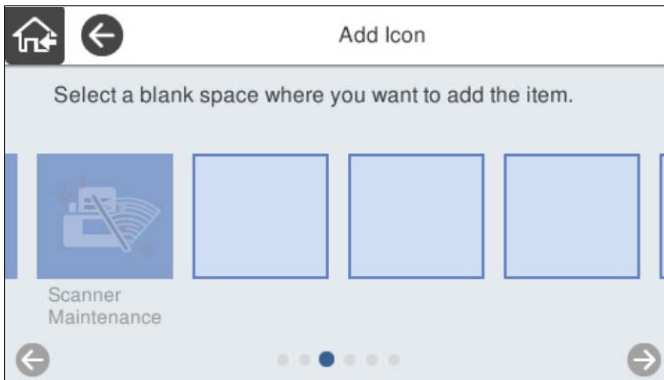 Add Icon
Select a blank space where you want to add the item.
Scanner
Maintenance